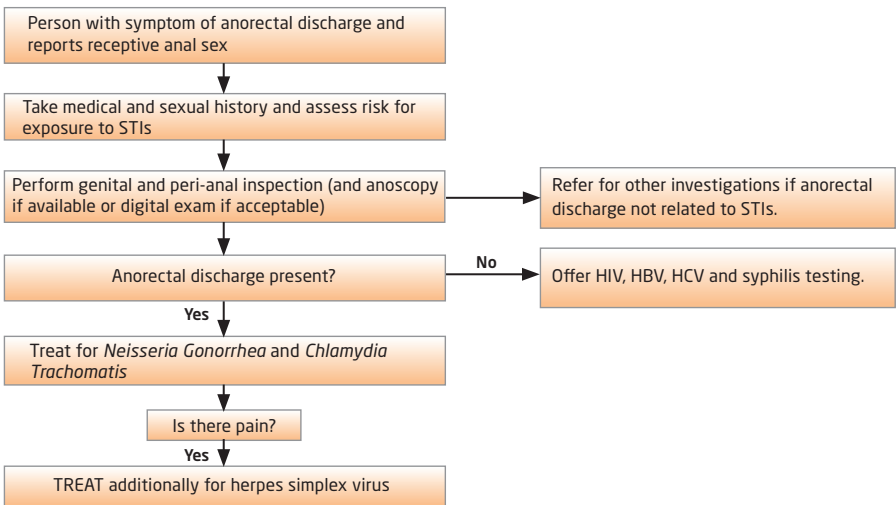 Person with symptom of anorectal discharge and
reports receptive anal sex
Take medical and sexual history and assess risk for
exposure to STIs
Perform genital and peri-anal inspection (and anoscopy
if available or digital exam if acceptable)
Refer for other investigations if anorectal
discharge not related to STIs.
Anorectal discharge present?
No
Offer HIV, HBV, HCV and syphilis testing.
Yes
Treat for Neisseria Gonorrhea and Chlamydia
Trachomatis
Is there pain?
Yes
TREAT additionally for herpes simplex virus